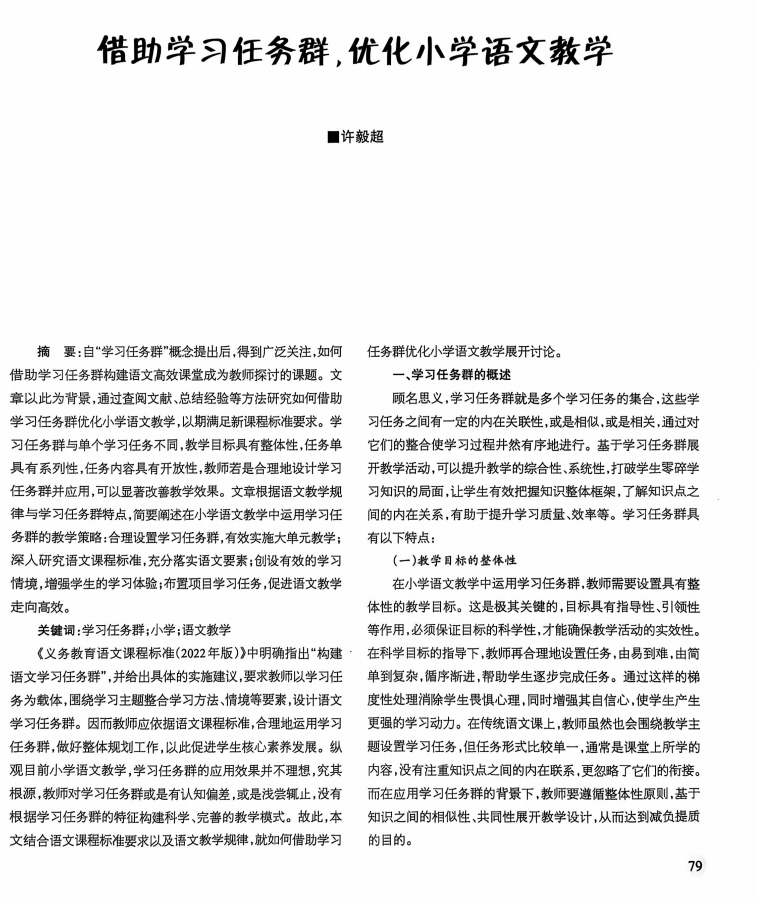 借助学习任务群,优化小学语文教学
■许毅超
摘 要:自“学习任务群”概念提出后,得到广泛关注,如何
借助学习任务群构建语文高效课堂成为教师探讨的课题。文
章以此为背景,通过查阅文献、总结经验等方法研究如何借助
学习任务群优化小学语文教学,以期满足新课程标准要求。学
习任务群与单个学习任务不同,教学目标具有整体性,任务单
具有系列性,任务内容具有开放性,教师若是合理地设计学习
任务群并应用,可以显著改善教学效果。文章根据语文教学规
律与学习任务群特点,简要阐述在小学语文教学中运用学习任
务群的教学策略:合理设置学习任务群,有效实施大单元教学;
深入研究语文课程标准,充分落实语文要素;创设有效的学习
情境,增强学生的学习体验;布置项目学习任务,促进语文教学
走向高效。
关键词:学习任务群;小学;语文教学
《义务教育语文课程标准(2022年版)》中明确指出“构建
语文学习任务群”,并给出具体的实施建议,要求教师以学习任
务为载体,围绕学习主题整合学习方法、情境等要素,设计语文
学习任务群。因而教师应依据语文课程标准,合理地运用学习
任务群,做好整体规划工作,以此促进学生核心素养发展。纵
观目前小学语文教学,学习任务群的应用效果并不理想,究其
根源,教师对学习任务群或是有认知偏差,或是浅尝辄止,没有
根据学习任务群的特征构建科学、完善的教学模式。故此,本
文结合语文课程标准要求以及语文教学规律,就如何借助学习
任务群优化小学语文教学展开讨论。
一、学习任务群的概述
顾名思义,学习任务群就是多个学习任务的集合,这些学
习任务之间有一定的内在关联性,或是相似,或是相关,通过对
它们的整合使学习过程井然有序地进行。基于学习任务群展
开教学活动,可以提升教学的综合性、系统性,打破学生零碎学
习知识的局面,让学生有效把握知识整体框架,了解知识点之
间的内在关系,有助于提升学习质量、效率等。学习任务群具
有以下特点:
(一)教学目标的整体性
在小学语文教学中运用学习任务群,教师需要设置具有整
体性的教学目标。这是极其关键的,目标具有指导性、引领性
等作用,必须保证目标的科学性,才能确保教学活动的实效性。
在科学目标的指导下,教师再合理地设置任务,由易到难,由简
单到复杂,循序渐进,帮助学生逐步完成任务。通过这样的梯
度性处理消除学生畏惧心理,同时增强其自信心,使学生产生
更强的学习动力。在传统语文课上,教师虽然也会围绕教学主
题设置学习任务,但任务形式比较单一,通常是课堂上所学的
内容,没有注重知识点之间的内在联系,更忽略了它们的衔接。
而在应用学习任务群的背景下,教师要遵循整体性原则,基于
知识之间的相似性、共同性展开教学设计,从而达到减负提质
的目的。
79